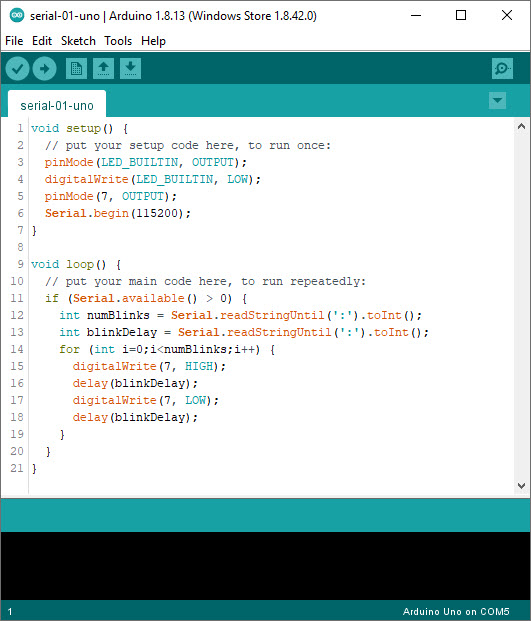 serial-01-uno | Arduino 1.8.13 (Windows Store 1.8.42.0)
File Edit Sketch Tools Help
serial-01-uno
1 void setup() {
2   // put your setup code here, to run once:
3   pinMode(LED_BUILTIN, OUTPUT);
4   digitalWrite(LED_BUILTIN, LOW);
5   pinMode(7, OUTPUT);
6   Serial.begin(115200);
7 }
8
9 void loop() {
10   // put your main code here, to run repeatedly:
11   if (Serial.available() > 0) {
12     int numBlinks = Serial.readStringUntil(':').toInt();
13     int blinkDelay = Serial.readStringUntil(':').toInt();
14     for (int i=0;i<numBlinks;i++) {
15       digitalWrite(7, HIGH);
16       delay(blinkDelay);
17       digitalWrite(7, LOW);
18       delay(blinkDelay);
19     }
20   }
21 }
1 Arduino Uno on COM5